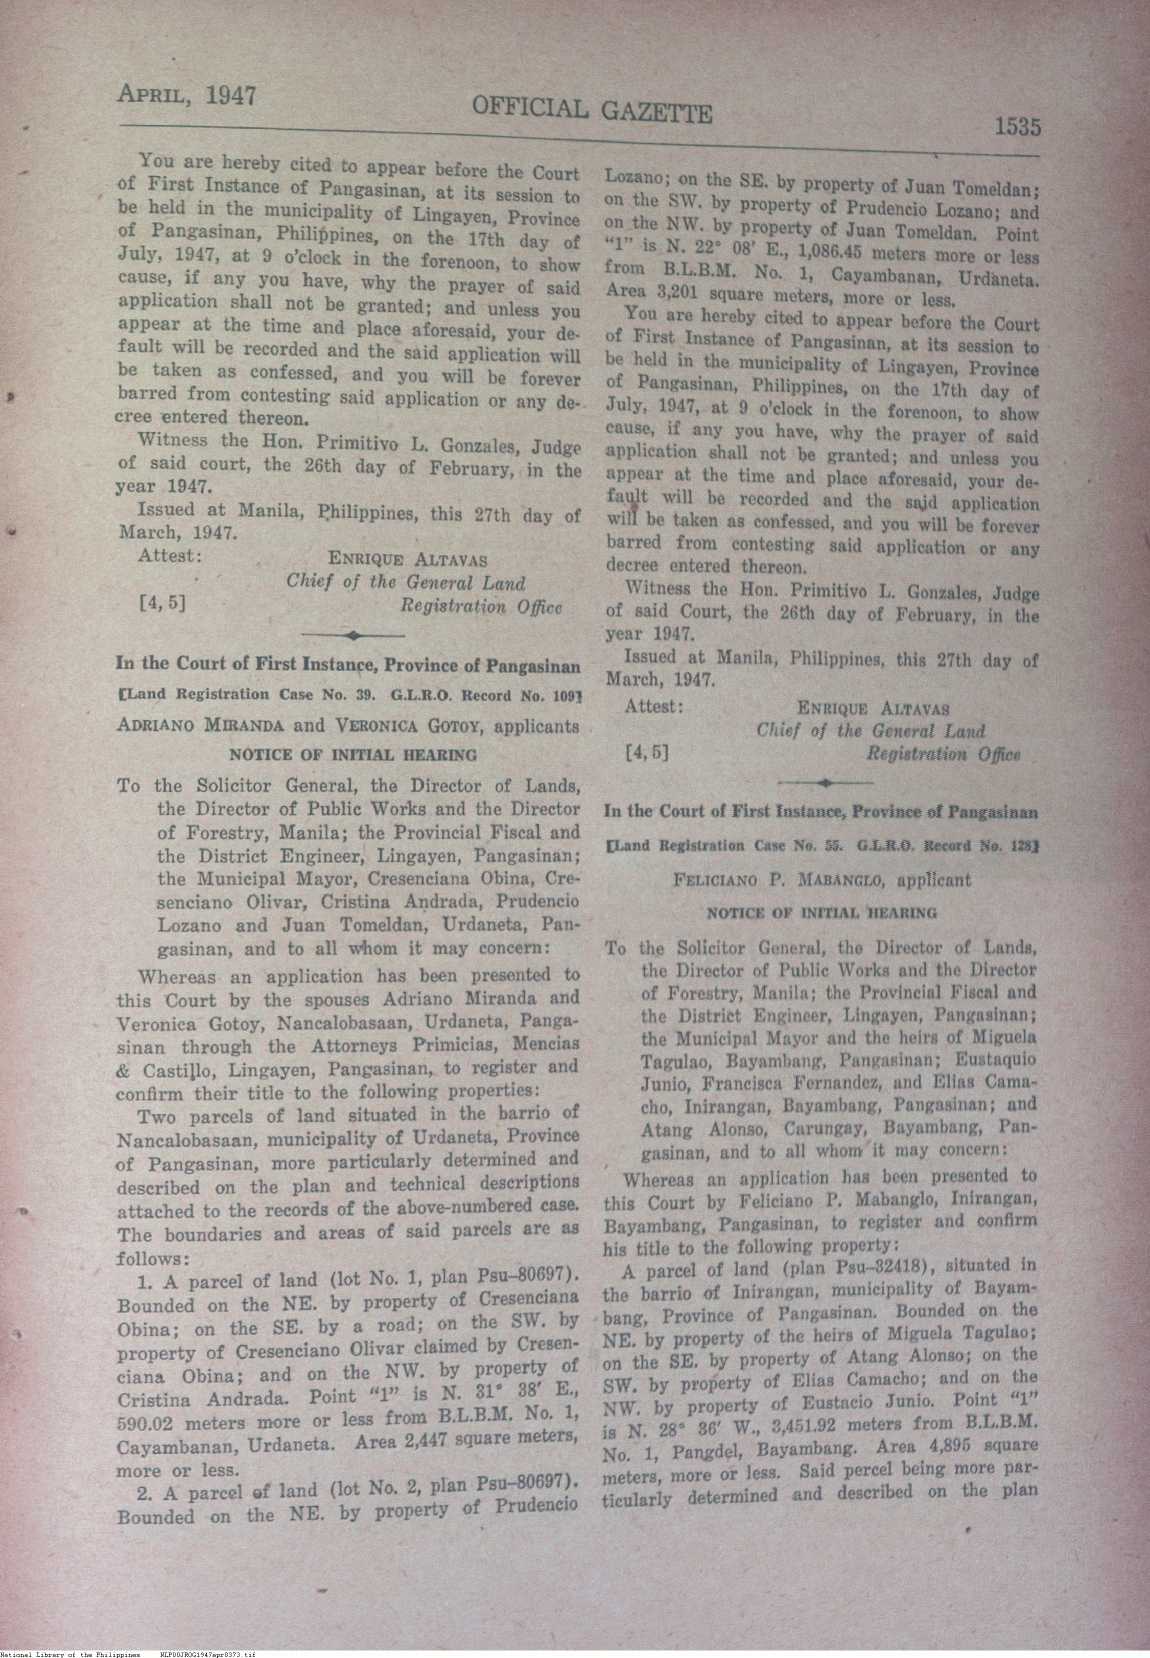 APRIL, 1947
OFFICIAL GAZETTE
1535
You are hereby cited to appear before the Court
of First Instance of Pangasinan, at its session to
be held in the municipality of Lingayen, Province
of Pangasinan, Philippines, on the 17th day of
July, 1947, at 9 o'clock in the forenoon, to show
cause, if any you have, why the prayer of said
application shall not be granted; and unless you
appear at the time and place aforesaid, your de-
fault will be recorded and the said application will
be taken as confessed, and you will be forever
barred from contesting said application or any de-
cree entered thereon.
Witness the Hon. Primitivo L. Gonzales, Judge
of said court, the 26th day of February, in the
year 1947.
Issued at Manila, Philippines, this 27th day of
March, 1947.
Attest: ENRIQUE ALTAVAS
Chief of the General Land
[4, 5] Registration Office
In the Court of First Instance, Province of Pangasinan
[Land Registration Case No. 39. G.L.R.O. Record No. 109]
ADRIANO MIRANDA and VERONICA GOTOY, applicants
NOTICE OF INITIAL HEARING
To the Solicitor General, the Director of Lands,
the Director of Public Works and the Director
of Forestry, Manila; the Provincial Fiscal and
the District Engineer, Lingayen, Pangasinan;
the Municipal Mayor, Cresenciana Obina, Cre-
senciano Olivar, Cristina Andrada, Prudencio
Lozano and Juan Tomeldan, Urdaneta, Pan-
gasinan, and to all whom it may concern:
Whereas an application has been presented to
this Court by the spouses Adriano Miranda and
Veronica Gotoy, Nancalobasaan, Urdaneta, Panga-
sinan through the Attorneys Primicias, Mencias
& Castillo, Lingayen, Pangasinan, to register and
confirm their title to the following properties:
Two parcels of land situated in the barrio of
Nancalobasaan, municipality of Urdaneta, Province
of Pangasinan, more particularly determined and
described on the plan and technical descriptions
attached to the records of the above-numbered case.
The boundaries and areas of said parcels are as
follows:
1. A parcel of land (lot No. 1, plan Psu–80697).
Bounded on the NE. by property of Cresenciana
Obina; on the SE. by a road; on the SW. by
property of Cresenciano Olivar claimed by Cresen-
ciana Obina; and on the NW. by property of
Cristina Andrada. Point "1" is N. 31° 38′ E.,
590.02 meters more or less from B.L.B.M. No. 1,
Cayambanan, Urdaneta. Area 2,447 square meters,
more or less.
2. A parcel of land (lot No. 2, plan Psu–80697).
Bounded on the NE. by property of Prudencio
Lozano; on the SE. by property of Juan Tomeldan;
on the SW. by property of Prudencio Lozano; and
on the NW. by property of Juan Tomeldan. Point
"1" is N. 22° 08′ E., 1,086.45 meters more or less
from B.L.B.M. No. 1, Cayambanan, Urdaneta.
Area 3,201 square meters, more or less.
You are hereby cited to appear before the Court
of First Instance of Pangasinan, at its session to
be held in the municipality of Lingayen, Province
of Pangasinan, Philippines, on the 17th day of
July, 1947, at 9 o'clock in the forenoon, to show
cause, if any you have, why the prayer of said
application shall not be granted; and unless you
appear at the time and place aforesaid, your de-
fault will be recorded and the said application
will be taken as confessed, and you will be forever
barred from contesting said application or any
decree entered thereon.
Witness the Hon. Primitivo L. Gonzales, Judge
of said Court, the 26th day of February, in the
year 1947.
Issued at Manila, Philippines, this 27th day of
March, 1947.
Attest: ENRIQUE ALTAVAS
Chief of the General Land
[4, 5] Registration Office
In the Court of First Instance, Province of Pangasinan
[Land Registration Case No. 55. G.L.R.O. Record No. 128]
FELICIANO P. MABANGLO, applicant
NOTICE OF INITIAL HEARING
To the Solicitor General, the Director of Lands,
the Director of Public Works and the Director
of Forestry, Manila; the Provincial Fiscal and
the District Engineer, Lingayen, Pangasinan;
the Municipal Mayor and the heirs of Miguela
Tagulao, Bayambang, Pangasinan; Eustaquio
Junio, Francisca Fernandez, and Elias Cama-
cho, Inirangan, Bayambang, Pangasinan; and
Atang Alonso, Carungay, Bayambang, Pan-
gasinan, and to all whom it may concern:
Whereas an application has been presented to
this Court by Feliciano P. Mabanglo, Inirangan,
Bayambang, Pangasinan, to register and confirm
his title to the following property:
A parcel of land (plan Psu–32418), situated in
the barrio of Inirangan, municipality of Bayam-
bang, Province of Pangasinan. Bounded on the
NE. by property of the heirs of Miguela Tagulao;
on the SE. by property of Atang Alonso; on the
SW. by property of Elias Camacho; and on the
NW. by property of Eustacio Junio. Point "1"
is N. 28° 36′ W., 3,451.92 meters from B.L.B.M.
No. 1, Pangdel, Bayambang. Area 4,895 square
meters, more or less. Said percel being more par-
ticularly determined and described on the plan
National Library of the Philippines NLP00JROG1947apr0373.tif